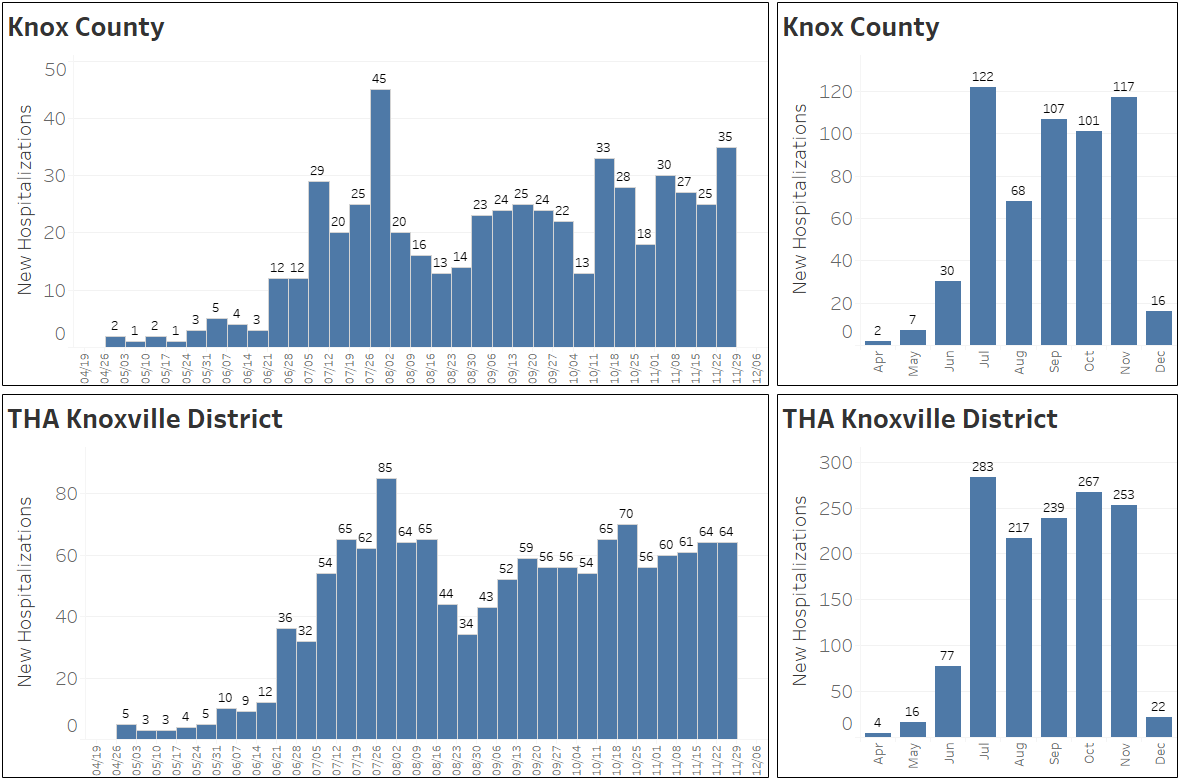 Knox County
New Hospitalizations
50
40
30
20
10
0
2 1 2 1 3 5 4 3 12 12 29 20 25 45 20 16 13 14 23 24 25 24 22 13 33 28 18 30 27 25 35
04/19 04/26 05/03 05/10 05/17 05/24 05/31 06/07 06/14 06/21 06/28 07/05 07/12 07/19 07/26 08/02 08/09 08/16 08/23 08/30 09/06 09/13 09/20 09/27 10/04 10/11 10/18 10/25 11/01 11/08 11/15 11/22 11/29 12/06
Knox County
New Hospitalizations
120
100
80
60
40
20
0
2 7 30 122 68 107 101 117 16
Apr May Jun Jul Aug Sep Oct Nov Dec
THA Knoxville District
New Hospitalizations
80
60
40
20
0
5 3 3 4 5 10 9 12 36 32 54 65 62 85 64 65 44 34 43 52 59 56 56 54 65 70 56 60 61 64 64
04/19 04/26 05/03 05/10 05/17 05/24 05/31 06/07 06/14 06/21 06/28 07/05 07/12 07/19 07/26 08/02 08/09 08/16 08/23 08/30 09/06 09/13 09/20 09/27 10/04 10/11 10/18 10/25 11/01 11/08 11/15 11/22 11/29 12/06
THA Knoxville District
New Hospitalizations
300
250
200
150
100
50
0
4 16 77 283 217 239 267 253 22
Apr May Jun Jul Aug Sep Oct Nov Dec